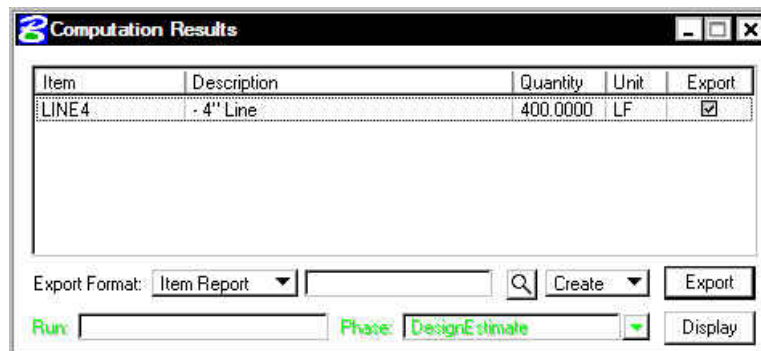 Computation Results
Item Description Quantity Unit Export
LINE4 - 4" Line 400.0000 LF
Export Format: Item Report Create Export
Run: Phase: DesignEstimate Display